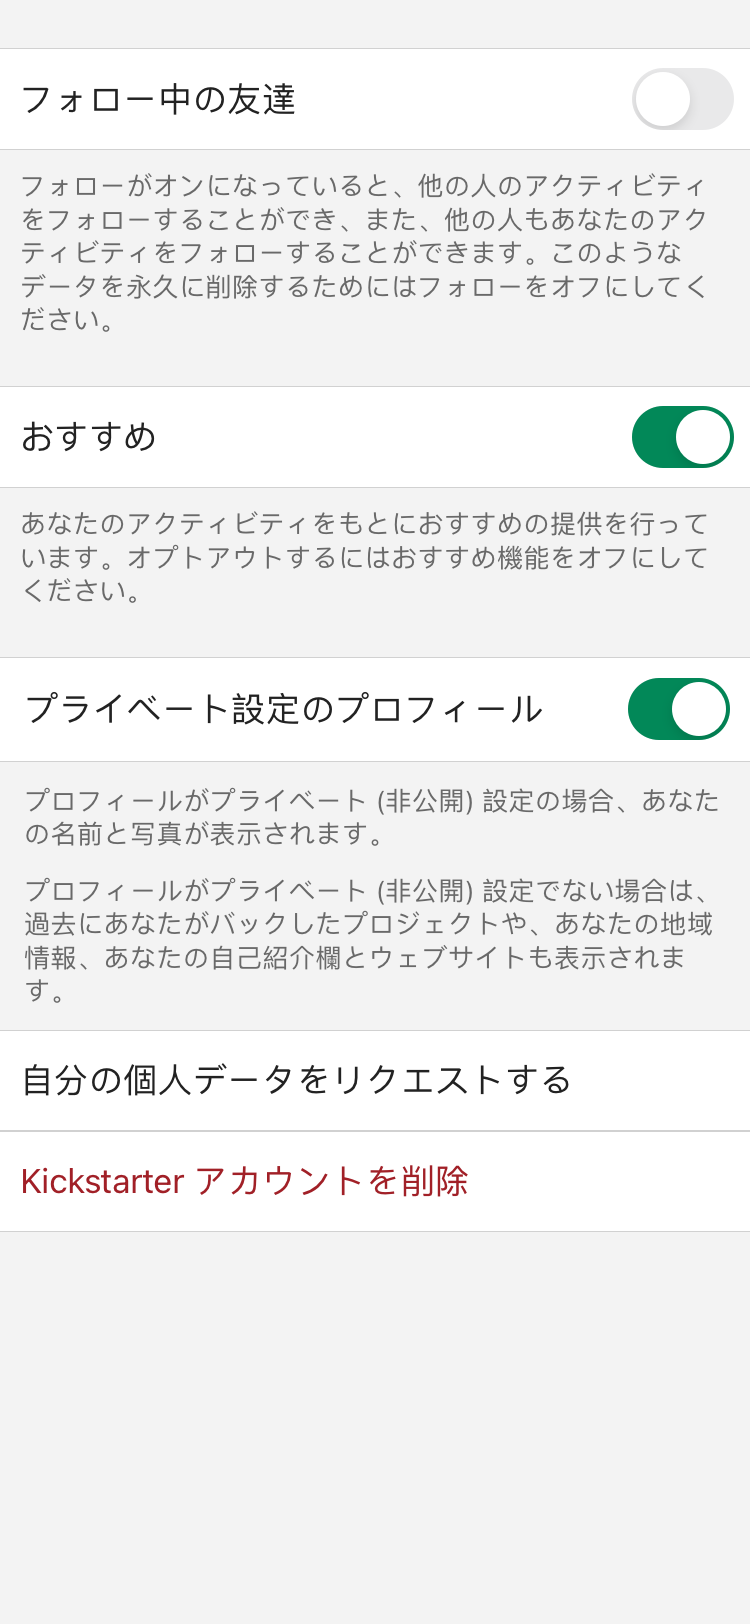 フォロー中の友達
フォローがオンになっていると、他の人のアクティビティ
をフォローすることができ、また、他の人もあなたのアク
ティビティをフォローすることができます。このような
データを永久に削除するためにはフォローをオフにしてく
ださい。
おすすめ
あなたのアクティビティをもとにおすすめの提供を行って
います。オプトアウトするにはおすすめ機能をオフにして
ください。
プライベート設定のプロフィール
プロフィールがプライベート (非公開) 設定の場合、あなた
の名前と写真が表示されます。
プロフィールがプライベート (非公開) 設定でない場合は、
過去にあなたがバックしたプロジェクトや、あなたの地域
情報、あなたの自己紹介欄とウェブサイトも表示されま
す。
自分の個人データをリクエストする
Kickstarter アカウントを削除